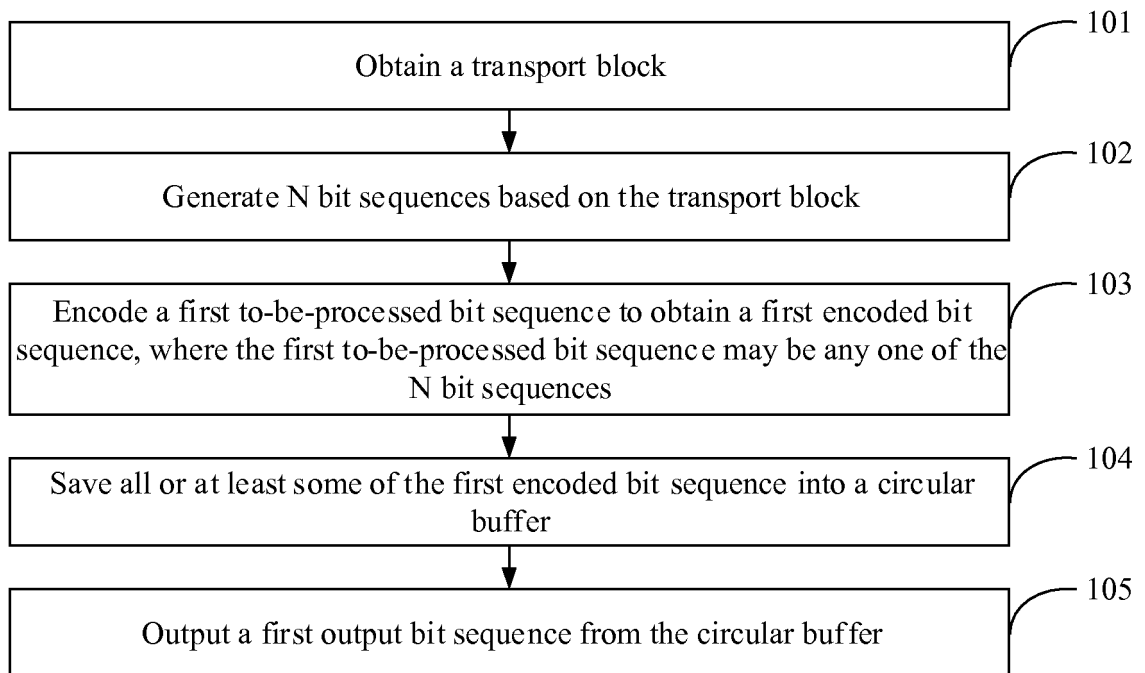 101
Obtain a transport block
102
Generate N bit sequences based on the transport block
103
Encode a first to-be-processed bit sequence to obtain a first encoded bit
sequence, where the first to-be-processed bit sequence may be any one of the
N bit sequences
104
Save all or at least some of the first encoded bit sequence into a circular
buffer
105
Output a first output bit sequence from the circular buffer